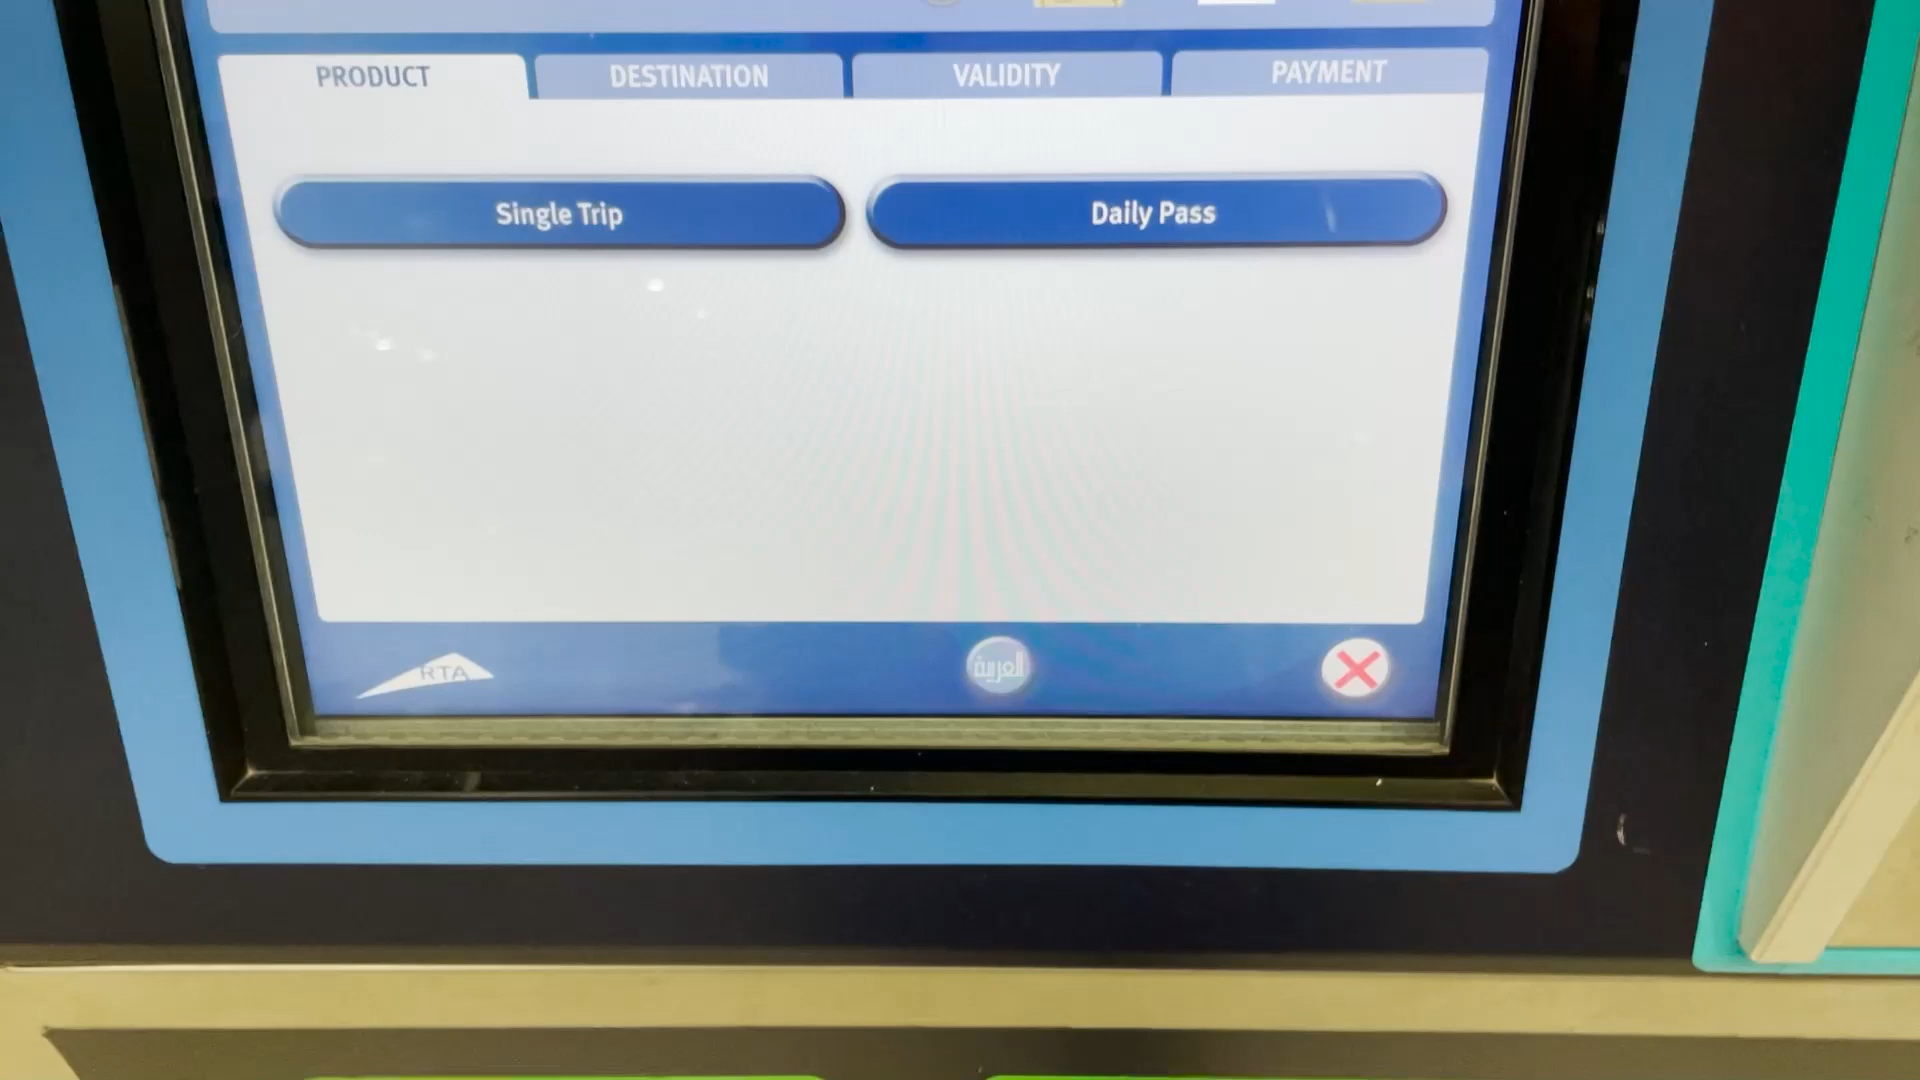 PRODUCT DESTINATION VALIDITY PAYMENT
Single Trip Daily Pass
RTA العربية